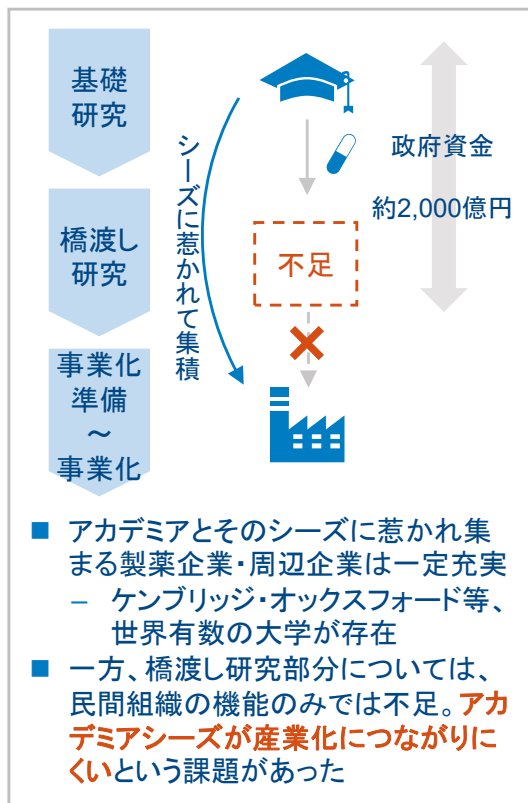 基礎
研究
橋渡し
研究
事業化
準備
～
事業化
シーズに惹かれて集積
不足
政府資金
約2,000億円
■ アカデミアとそのシーズに惹かれ集
まる製薬企業・周辺企業は一定充実
– ケンブリッジ・オックスフォード等、
世界有数の大学が存在
■ 一方、橋渡し研究部分については、
民間組織の機能のみでは不足。アカ
デミアシーズが産業化につながりに
くいという課題があった